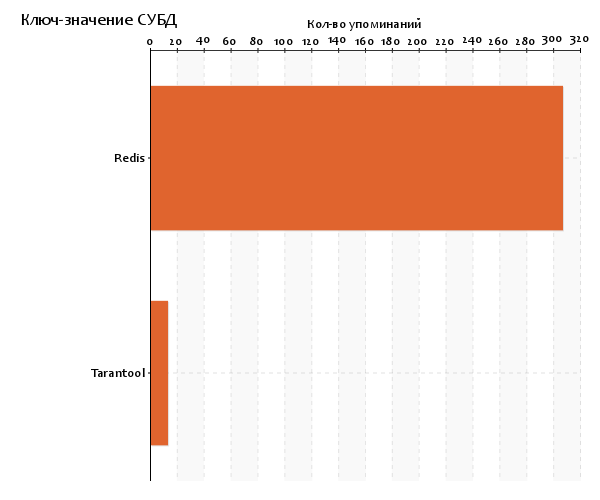 Ключ-значение СУБД
Кол-во упоминаний
0 20 40 60 80 100 120 140 160 180 200 220 240 260 280 300 320
Redis
Tarantool